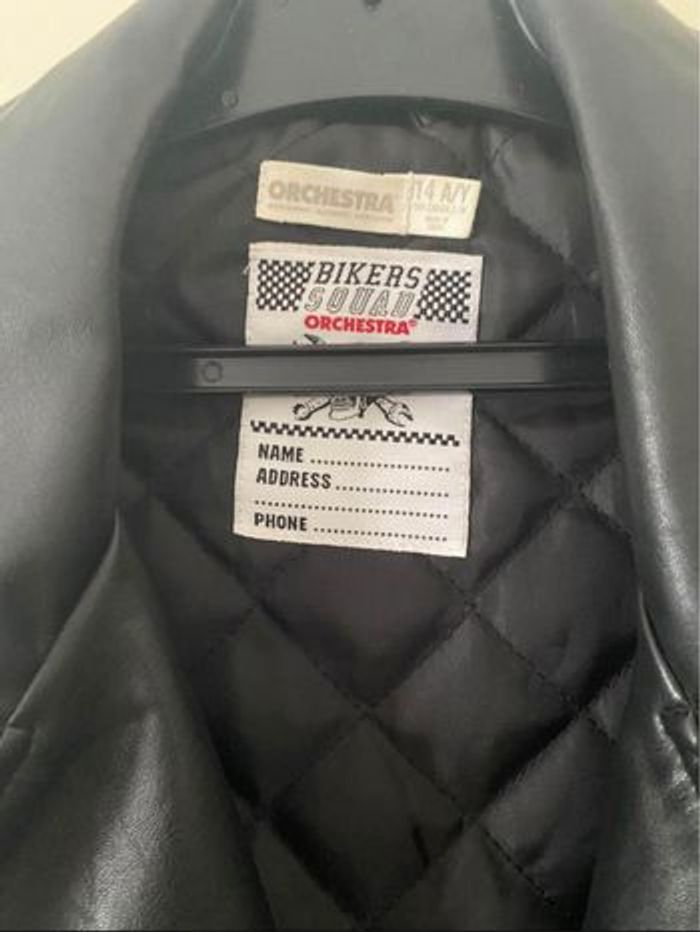 ORCHESTRA
14 A/Y
BIKERS
SQUAD
ORCHESTRA®
NAME ......................
ADDRESS ..................
..............................
PHONE .....................
..............................